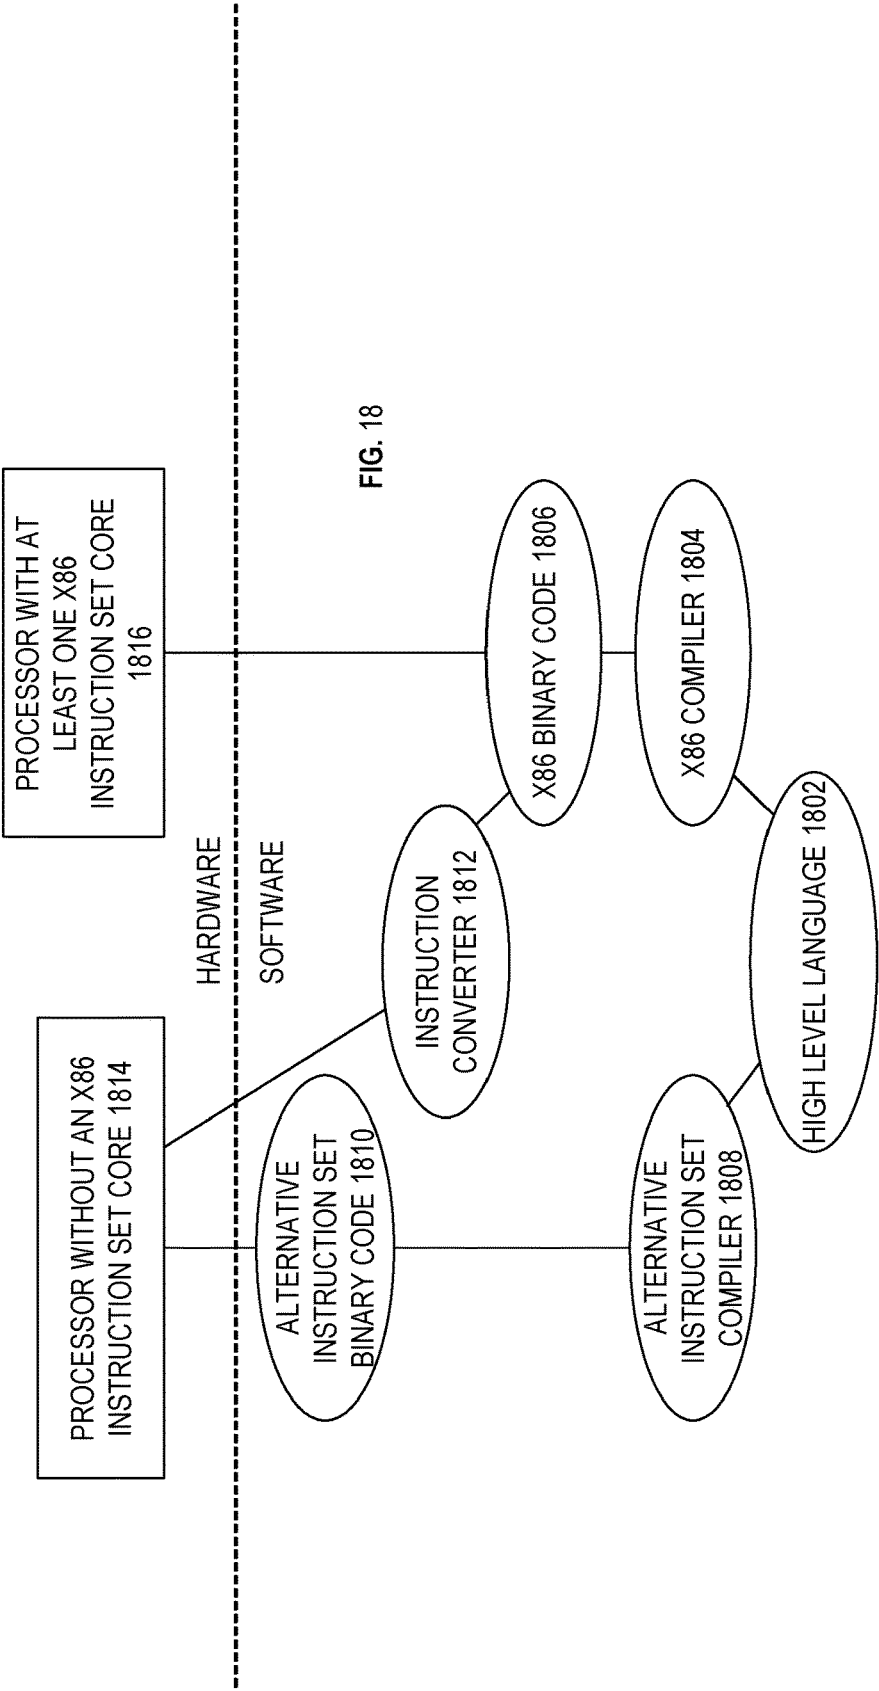 PROCESSOR WITHOUT AN X86
INSTRUCTION SET CORE 1814
PROCESSOR WITH AT
LEAST ONE X86
INSTRUCTION SET CORE
1816
HARDWARE
SOFTWARE
ALTERNATIVE
INSTRUCTION SET
BINARY CODE 1810
INSTRUCTION
CONVERTER 1812
FIG. 18
X86 BINARY CODE 1806
ALTERNATIVE
INSTRUCTION SET
COMPILER 1808
X86 COMPILER 1804
HIGH LEVEL LANGUAGE 1802